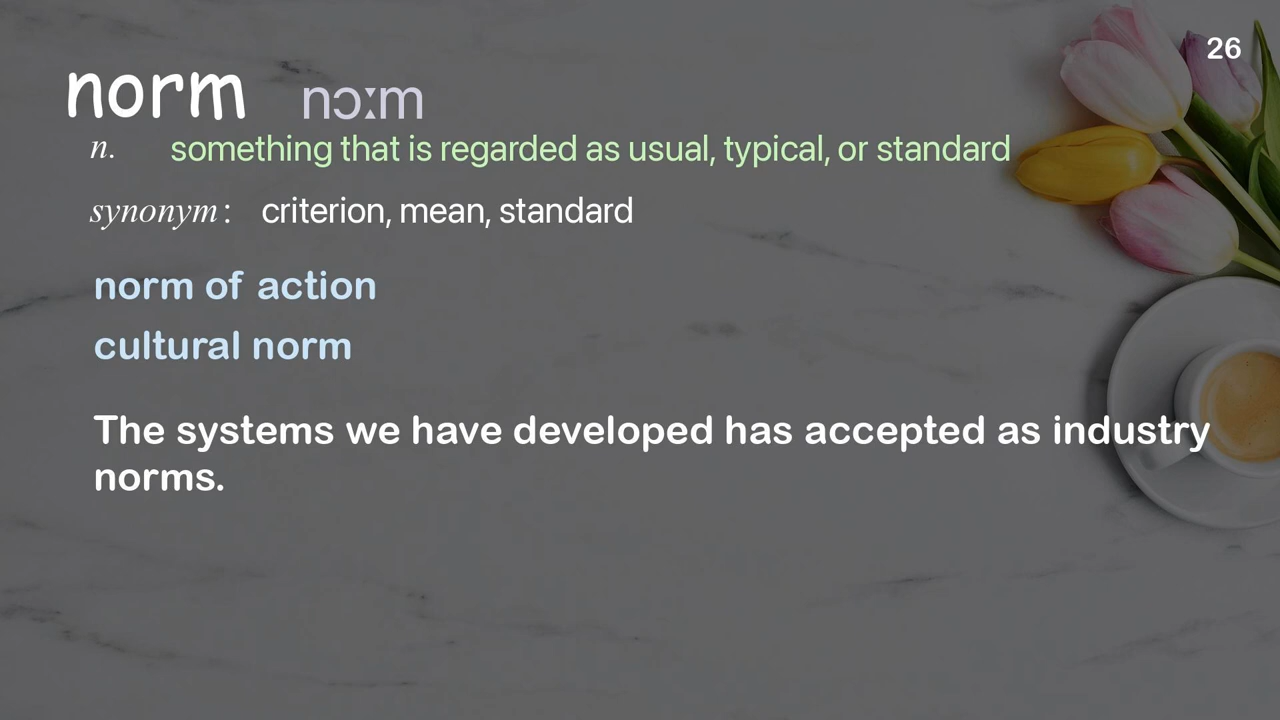 26
norm nɔːm
n. something that is regarded as usual, typical, or standard
synonym: criterion, mean, standard
norm of action
cultural norm
The systems we have developed has accepted as industry
norms.